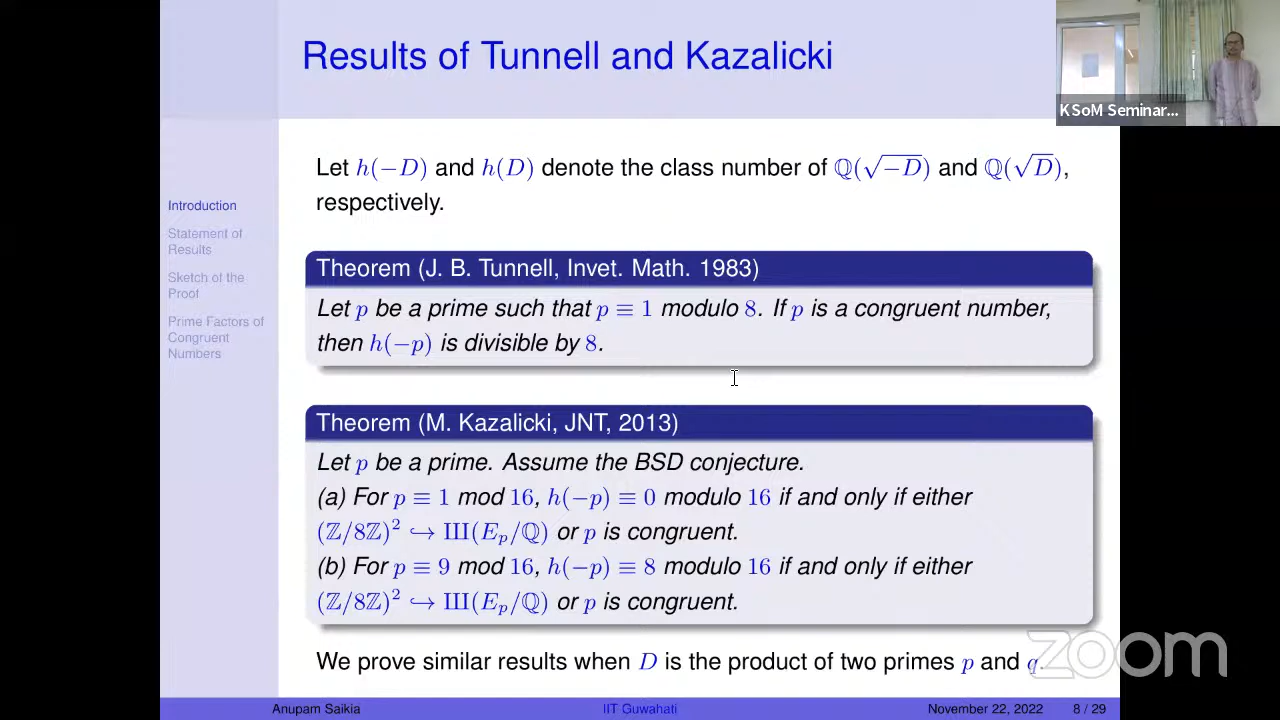 Results of Tunnell and Kazalicki
KSoM Seminar...
Let h(−D) and h(D) denote the class number of ℚ(√−D) and ℚ(√D),
respectively.
Introduction
Statement of
Results
Sketch of the
Proof
Prime Factors of
Congruent
Numbers
Theorem (J. B. Tunnell, Invet. Math. 1983)
Let p be a prime such that p ≡ 1 modulo 8. If p is a congruent number,
then h(−p) is divisible by 8.
Theorem (M. Kazalicki, JNT, 2013)
Let p be a prime. Assume the BSD conjecture.
(a) For p ≡ 1 mod 16, h(−p) ≡ 0 modulo 16 if and only if either
(ℤ/8ℤ)² ↪ Ш(E_p/ℚ) or p is congruent.
(b) For p ≡ 9 mod 16, h(−p) ≡ 8 modulo 16 if and only if either
(ℤ/8ℤ)² ↪ Ш(E_p/ℚ) or p is congruent.
We prove similar results when D is the product of two primes p and q.
zoom
Anupam Saikia IIT Guwahati November 22, 2022 8 / 29